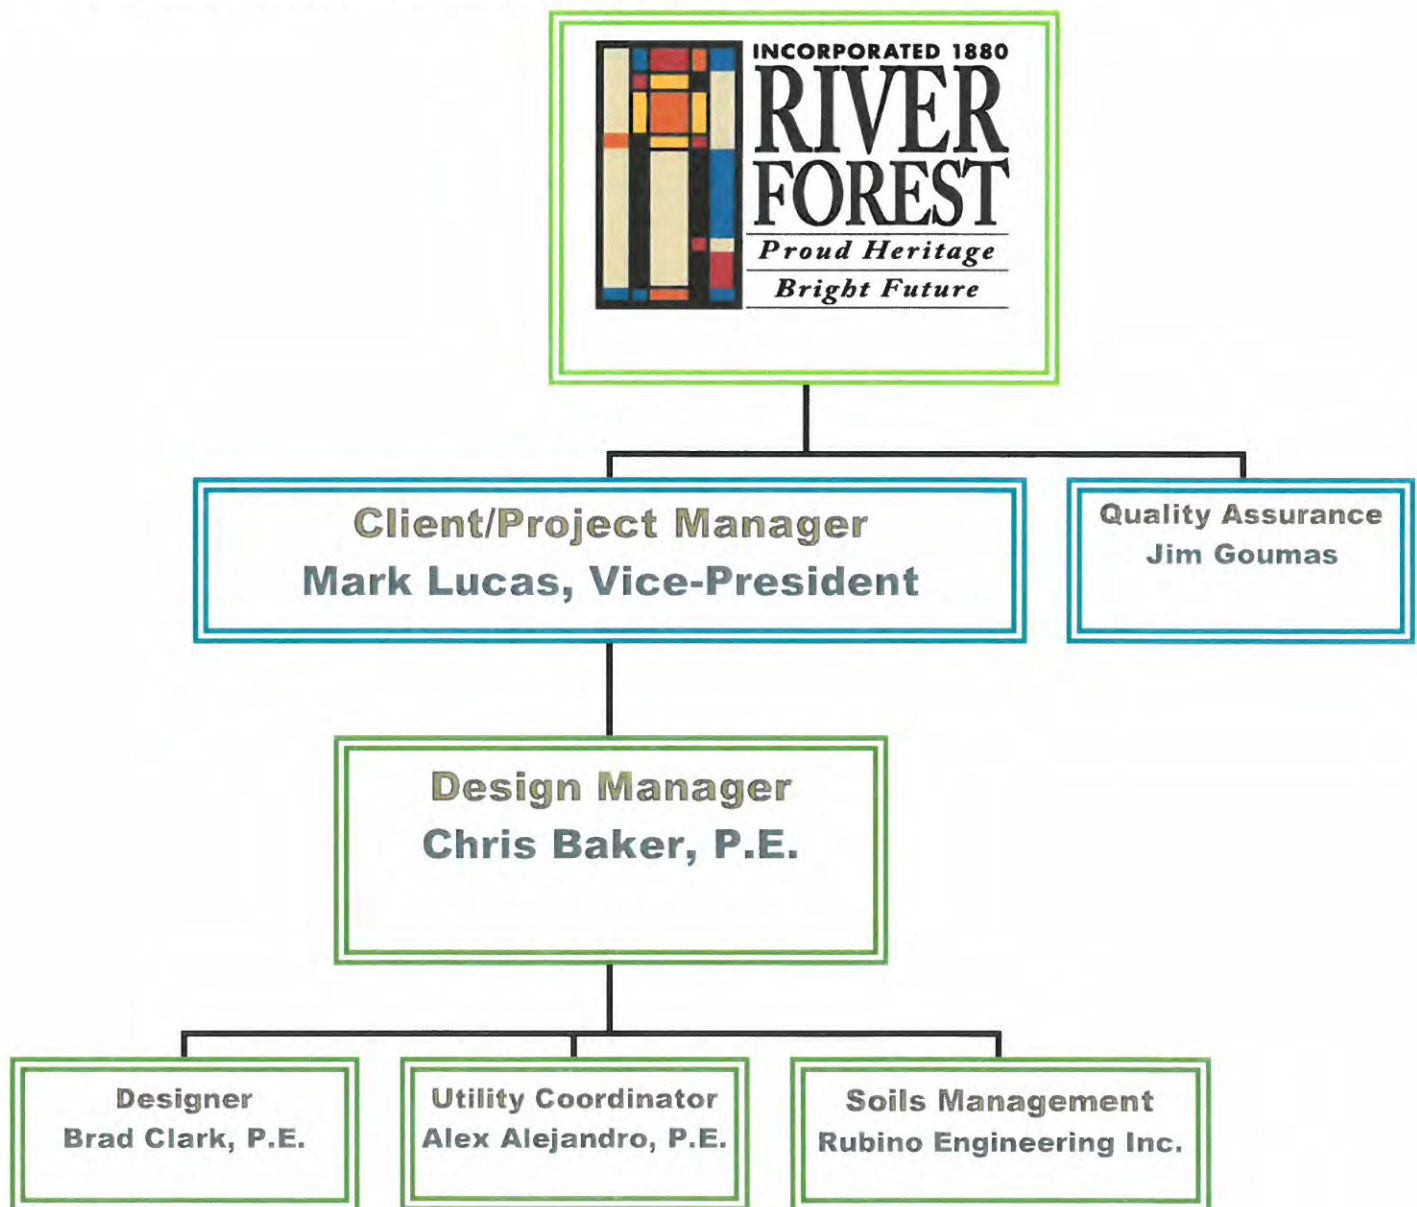 INCORPORATED 1880
RIVER
FOREST
Proud Heritage
Bright Future
Client/Project Manager
Mark Lucas, Vice-President
Quality Assurance
Jim Goumas
Design Manager
Chris Baker, P.E.
Designer
Brad Clark, P.E.
Utility Coordinator
Alex Alejandro, P.E.
Soils Management
Rubino Engineering Inc.